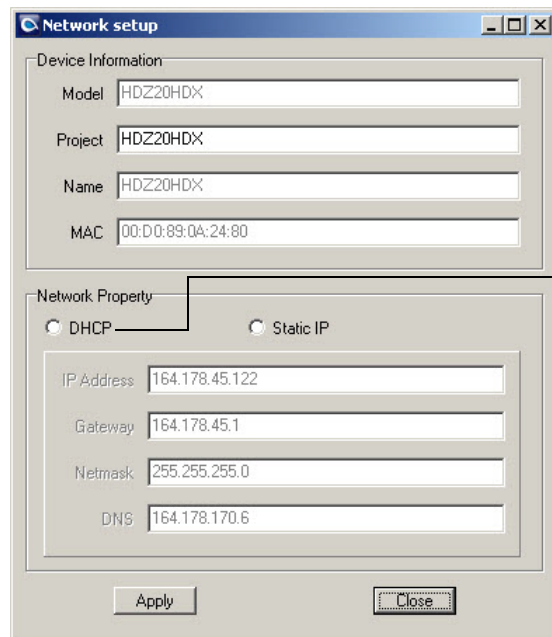 Network setup
Device Information
Model HDZ20HDX
Project HDZ20HDX
Name HDZ20HDX
MAC 00:D0:89:0A:24:80
Network Property
DHCP Static IP
IP Address 164.178.45.122
Gateway 164.178.45.1
Netmask 255.255.255.0
DNS 164.178.170.6
Apply Close